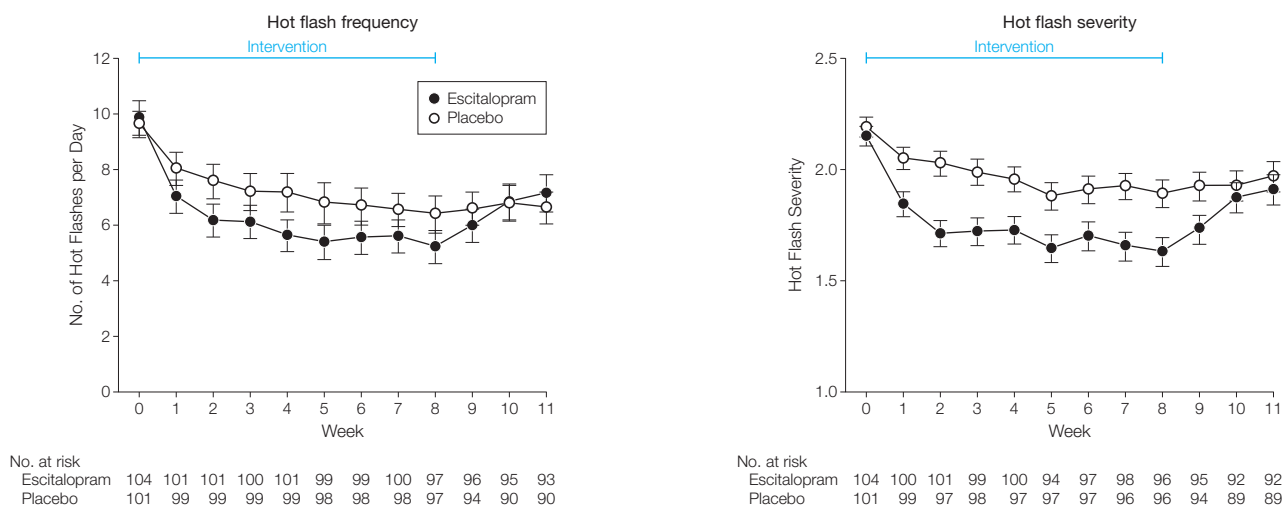 Hot flash frequency
Intervention
12
10
8
6
4
2
0
No. of Hot Flashes per Day
Escitalopram
Placebo
0 1 2 3 4 5 6 7 8 9 10 11
Week
No. at risk
Escitalopram 104 101 101 100 101 99 99 100 97 96 95 93
Placebo 101 99 99 99 99 98 98 98 97 94 90 90
Hot flash severity
Intervention
2.5
2.0
1.5
1.0
Hot Flash Severity
0 1 2 3 4 5 6 7 8 9 10 11
Week
No. at risk
Escitalopram 104 100 101 99 100 94 97 98 96 95 92 92
Placebo 101 99 97 98 97 97 97 96 96 94 89 89